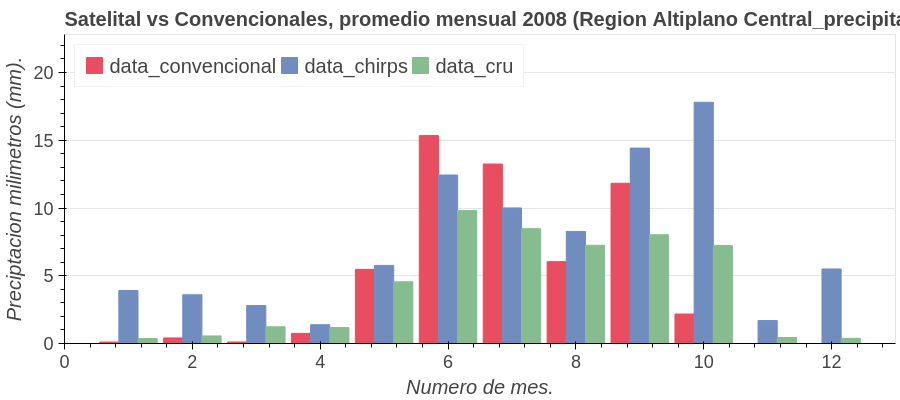 Satelital vs Convencionales, promedio mensual 2008 (Region Altiplano Central_precipita
data_convencional data_chirps data_cru
Preciptacion milimetros (mm).
20
15
10
5
0
0 2 4 6 8 10 12
Numero de mes.